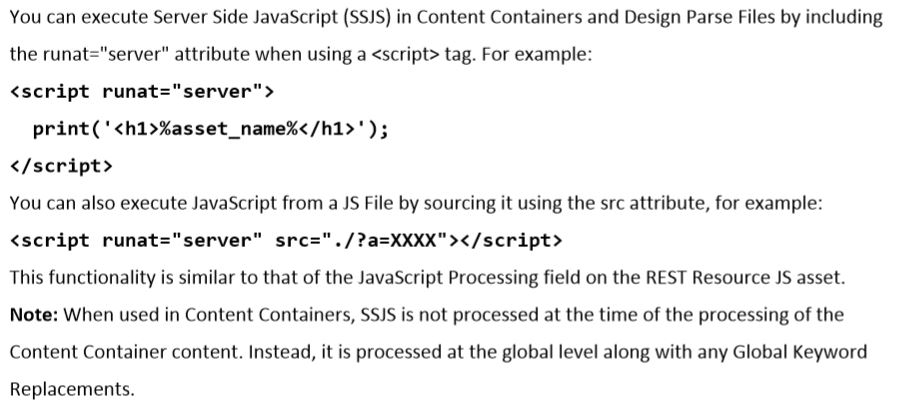 You can execute Server Side JavaScript (SSJS) in Content Containers and Design Parse Files by including
the runat="server" attribute when using a <script> tag. For example:
<script runat="server">
  print('<h1>%asset_name%</h1>');
</script>
You can also execute JavaScript from a JS File by sourcing it using the src attribute, for example:
<script runat="server" src="./?a=XXXX"></script>
This functionality is similar to that of the JavaScript Processing field on the REST Resource JS asset.
Note: When used in Content Containers, SSJS is not processed at the time of the processing of the
Content Container content. Instead, it is processed at the global level along with any Global Keyword
Replacements.